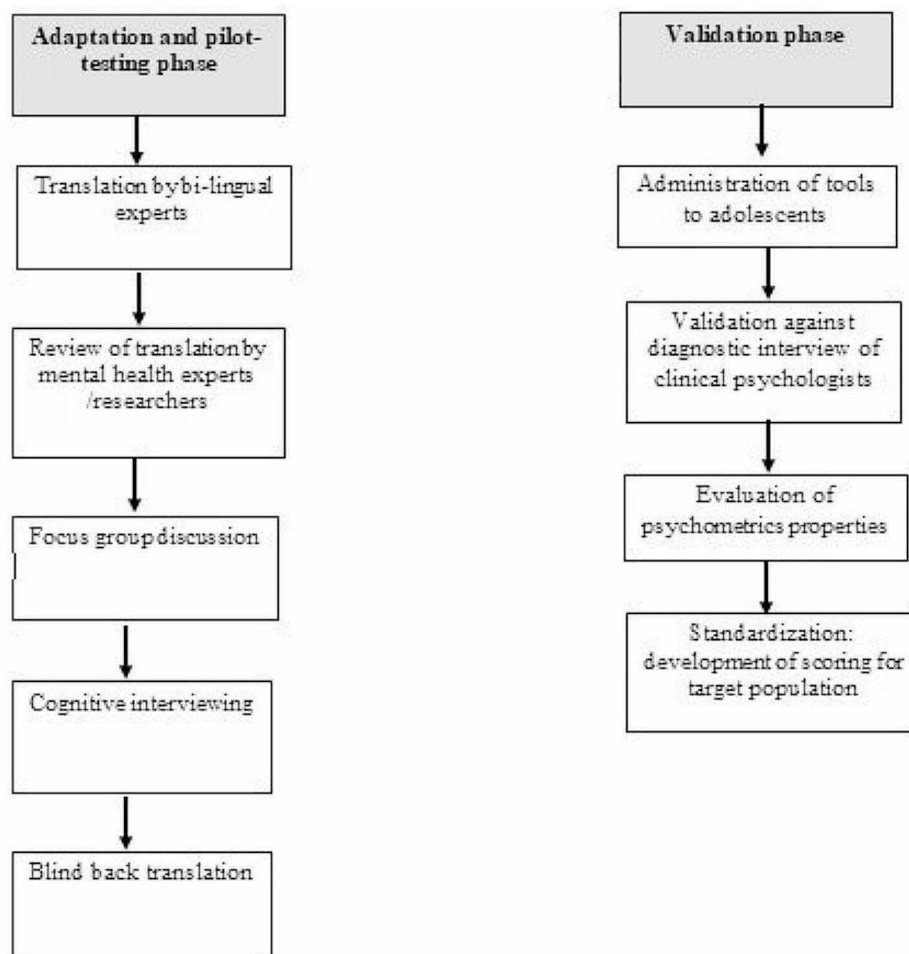 Adaptation and pilot-
testing phase
Translation by bi-lingual
experts
Review of translation by
mental health experts
/researchers
Focus group discussion
Cognitive interviewing
Blind back translation
Validation phase
Administration of tools
to adolescents
Validation against
diagnostic interview of
clinical psychologists
Evaluation of
psychometrics properties
Standardization:
development of scoring for
target population